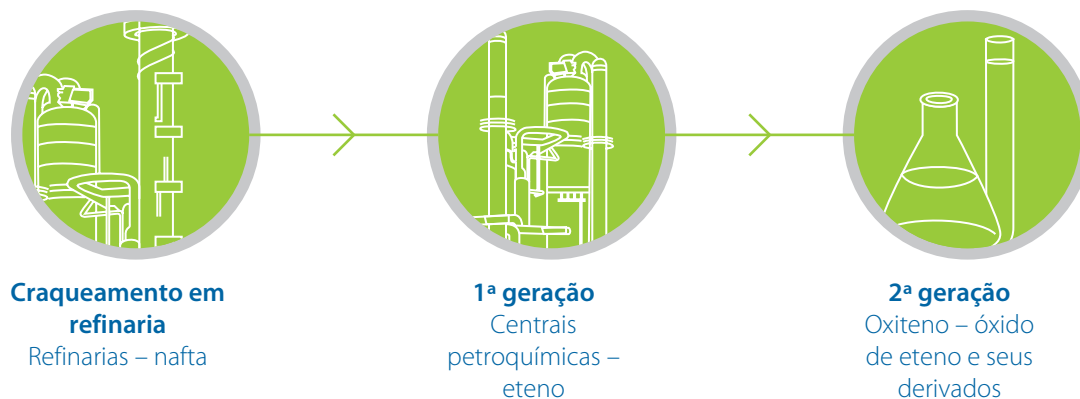 Craqueamento em
refinaria
Refinarias – nafta
1ª geração
Centrais
petroquímicas –
eteno
2ª geração
Oxiteno – óxido
de eteno e seus
derivados